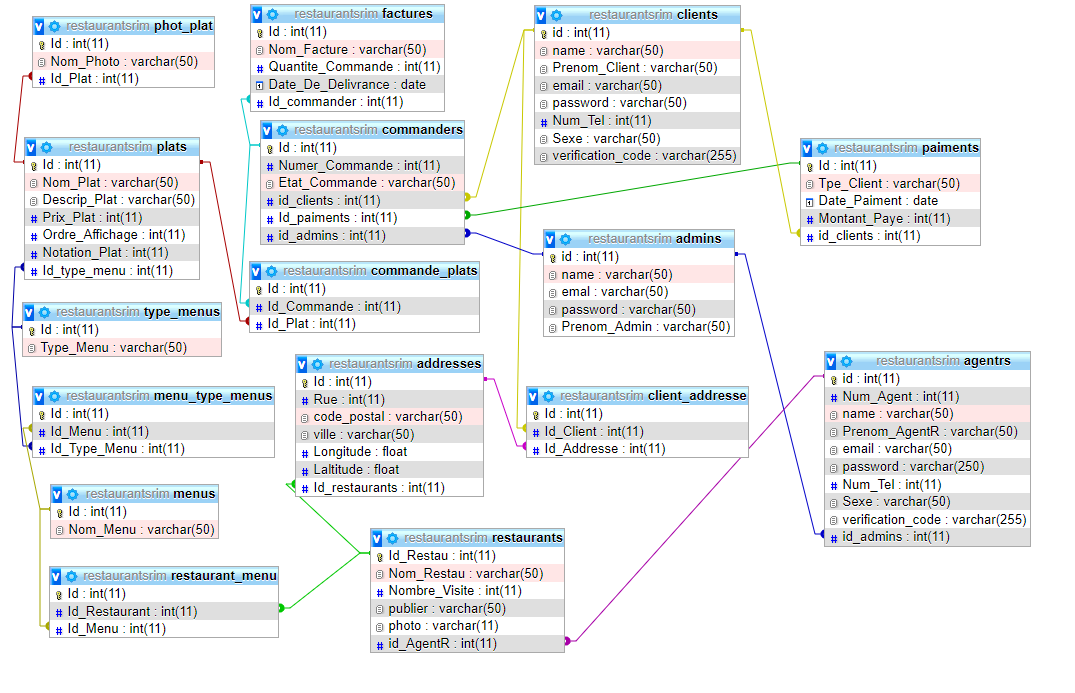 restaurantsrim phot_plat
Id : int(11)
Nom_Photo : varchar(50)
Id_Plat : int(11)
restaurantsrim factures
Id : int(11)
Nom_Facture : varchar(50)
Quantite_Commande : int(11)
Date_De_Delivrance : date
Id_commander : int(11)
restaurantsrim clients
id : int(11)
name : varchar(50)
Prenom_Client : varchar(50)
email : varchar(50)
password : varchar(50)
Num_Tel : int(11)
Sexe : varchar(50)
verification_code : varchar(255)
restaurantsrim plats
Id : int(11)
Nom_Plat : varchar(50)
Descrip_Plat : varchar(50)
Prix_Plat : int(11)
Ordre_Affichage : int(11)
Notation_Plat : int(11)
Id_type_menu : int(11)
restaurantsrim commanders
Id : int(11)
Numer_Commande : int(11)
Etat_Commande : varchar(50)
id_clients : int(11)
Id_paiments : int(11)
id_admins : int(11)
restaurantsrim paiments
Id : int(11)
Tpe_Client : varchar(50)
Date_Paiment : date
Montant_Paye : int(11)
id_clients : int(11)
restaurantsrim admins
id : int(11)
name : varchar(50)
emal : varchar(50)
password : varchar(50)
Prenom_Admin : varchar(50)
restaurantsrim commande_plats
Id : int(11)
Id_Commande : int(11)
Id_Plat : int(11)
restaurantsrim type_menus
Id : int(11)
Type_Menu : varchar(50)
restaurantsrim addresses
Id : int(11)
Rue : int(11)
code_postal : varchar(50)
ville : varchar(50)
Longitude : float
Laltitude : float
Id_restaurants : int(11)
restaurantsrim agentrs
id : int(11)
Num_Agent : int(11)
name : varchar(50)
Prenom_AgentR : varchar(50)
email : varchar(50)
password : varchar(250)
Num_Tel : int(11)
Sexe : varchar(50)
verification_code : varchar(255)
id_admins : int(11)
restaurantsrim menu_type_menus
Id : int(11)
Id_Menu : int(11)
Id_Type_Menu : int(11)
restaurantsrim client_addresse
Id : int(11)
Id_Client : int(11)
Id_Addresse : int(11)
restaurantsrim menus
Id : int(11)
Nom_Menu : varchar(50)
restaurantsrim restaurants
Id_Restau : int(11)
Nom_Restau : varchar(50)
Nombre_Visite : int(11)
publier : varchar(50)
photo : varchar(11)
id_AgentR : int(11)
restaurantsrim restaurant_menu
Id : int(11)
Id_Restaurant : int(11)
Id_Menu : int(11)